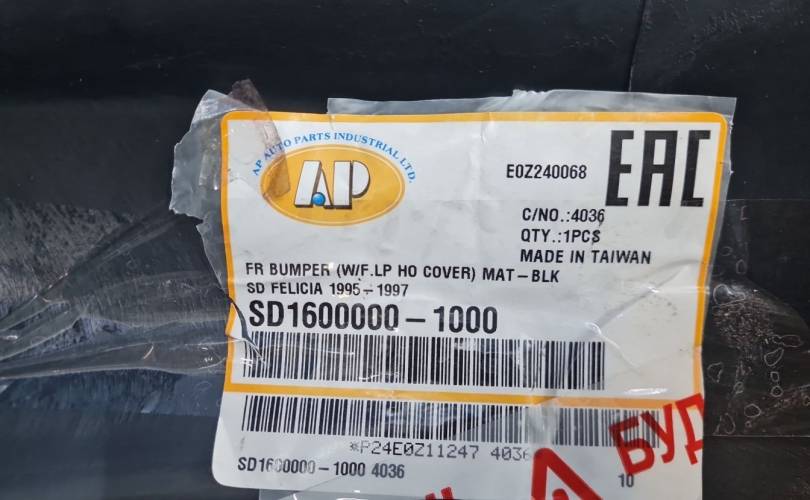 AP AUTO PARTS INDUSTRIAL LTD.
AP
E0Z240068
EAC
C/NO.:4036
QTY.:1PCS
MADE IN TAIWAN
FR BUMPER (W/F.LP HO COVER) MAT-BLK
SD FELICIA 1995-1997
SD1600000-1000
*P24E0Z11247 4036
SD1600000-1000 4036
10
БУД